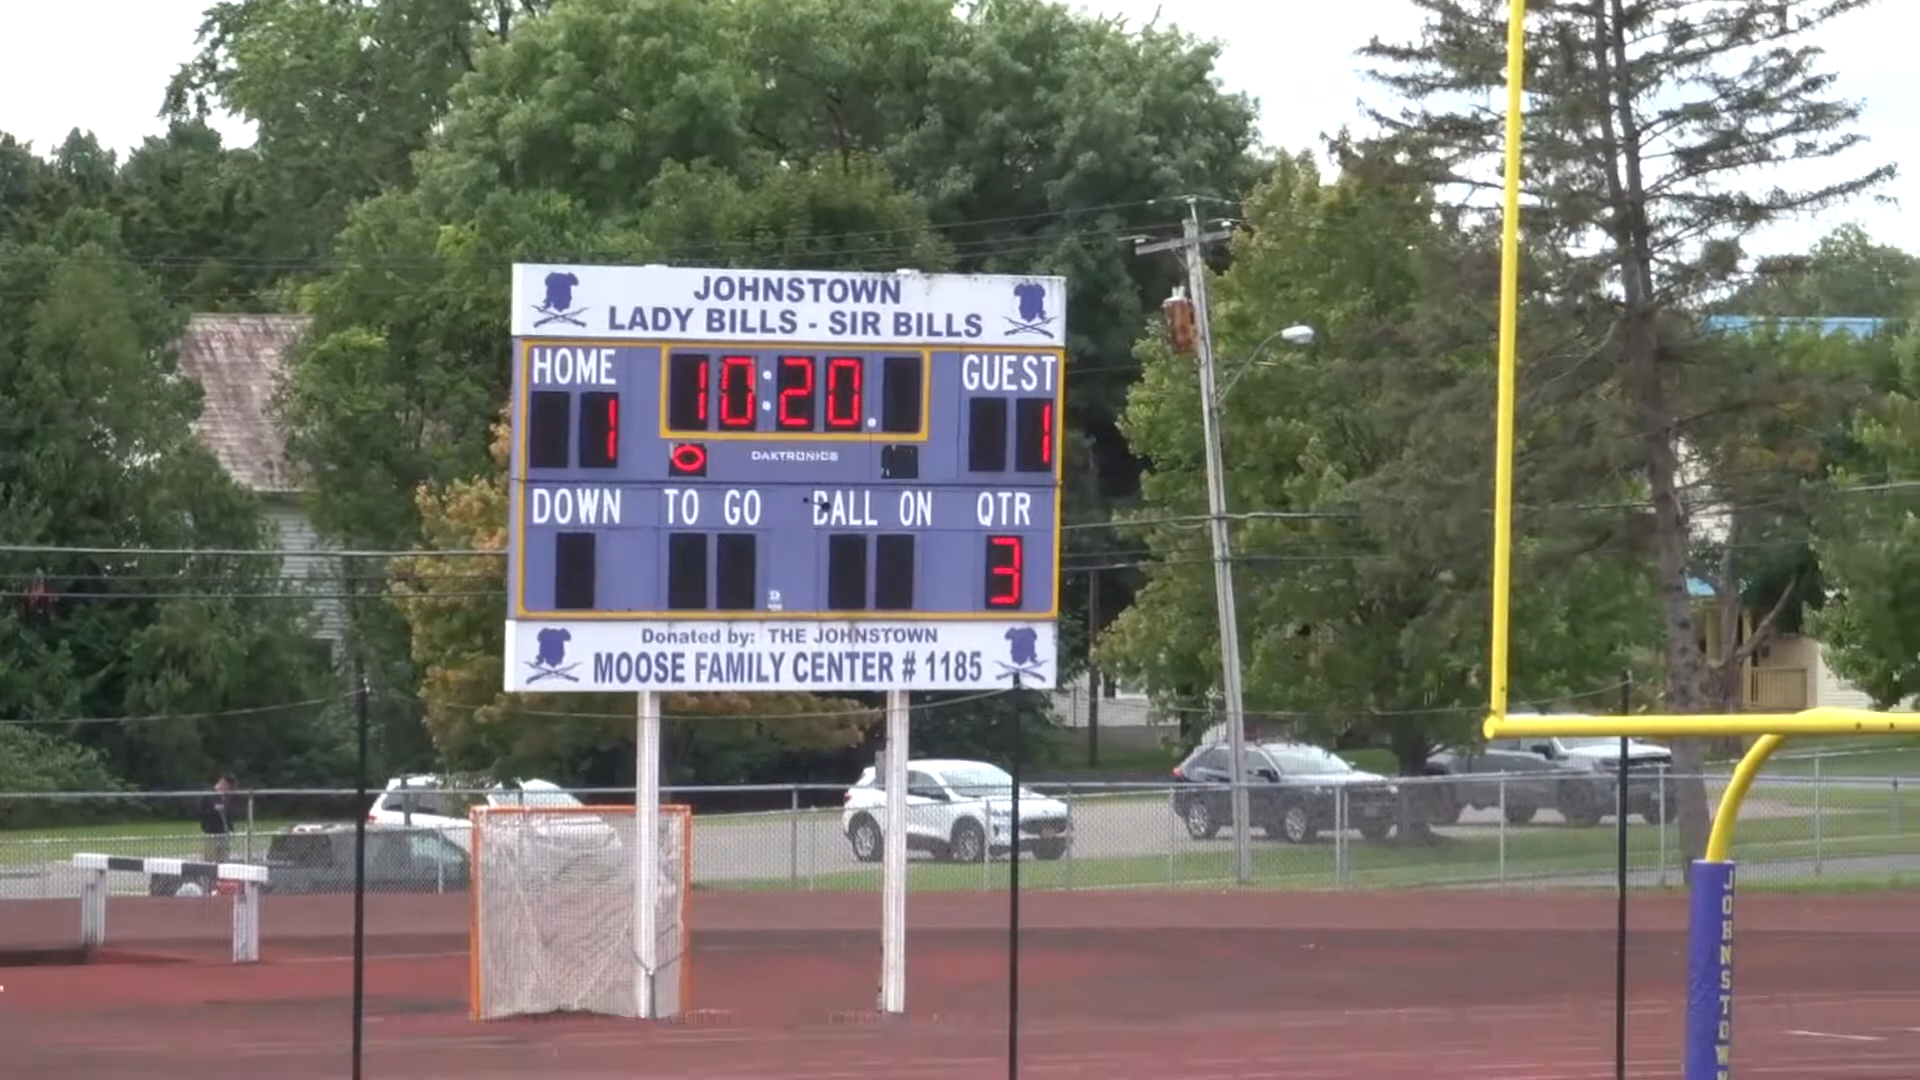 JOHNSTOWN
LADY BILLS - SIR BILLS
HOME 10:20 GUEST
1 1
DAKTRONICS
DOWN TO GO BALL ON QTR
3
Donated by: THE JOHNSTOWN
MOOSE FAMILY CENTER # 1185
JOHNSTOWN